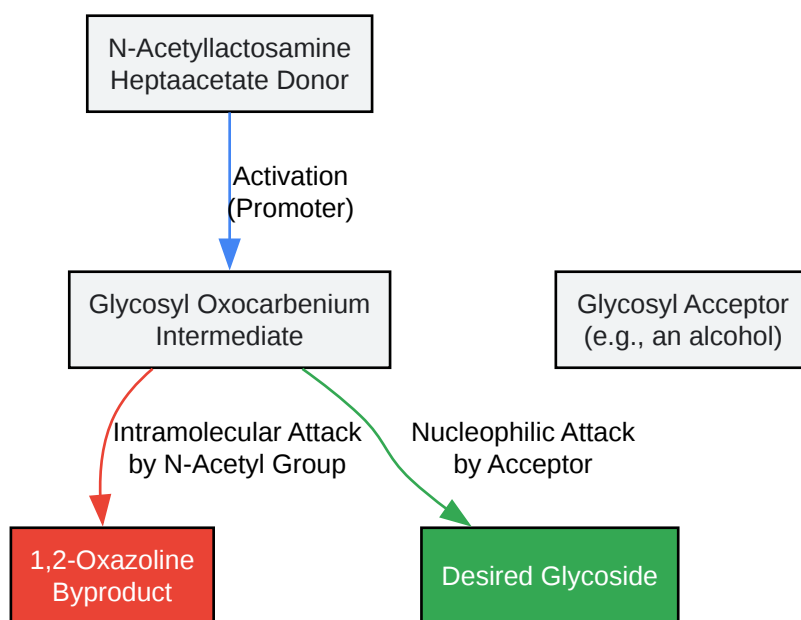 N-Acetyllactosamine
Heptaacetate Donor
Activation
(Promoter)
Glycosyl Oxocarbenium
Intermediate
Glycosyl Acceptor
(e.g., an alcohol)
Intramolecular Attack
by N-Acetyl Group
Nucleophilic Attack
by Acceptor
1,2-Oxazoline
Byproduct
Desired Glycoside